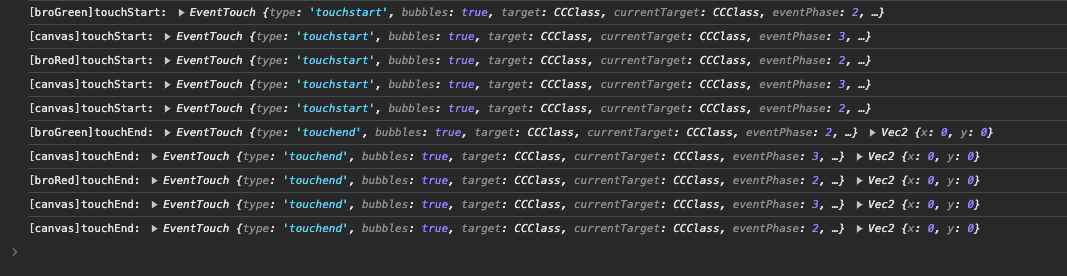 [broGreen]touchStart: ▶ EventTouch {type: 'touchstart', bubbles: true, target: CCClass, currentTarget: CCClass, eventPhase: 2, …}
[canvas]touchStart: ▶ EventTouch {type: 'touchstart', bubbles: true, target: CCClass, currentTarget: CCClass, eventPhase: 3, …}
[broRed]touchStart: ▶ EventTouch {type: 'touchstart', bubbles: true, target: CCClass, currentTarget: CCClass, eventPhase: 2, …}
[canvas]touchStart: ▶ EventTouch {type: 'touchstart', bubbles: true, target: CCClass, currentTarget: CCClass, eventPhase: 3, …}
[canvas]touchStart: ▶ EventTouch {type: 'touchstart', bubbles: true, target: CCClass, currentTarget: CCClass, eventPhase: 2, …}
[broGreen]touchEnd: ▶ EventTouch {type: 'touchend', bubbles: true, target: CCClass, currentTarget: CCClass, eventPhase: 2, …} ▶ Vec2 {x: 0, y: 0}
[canvas]touchEnd: ▶ EventTouch {type: 'touchend', bubbles: true, target: CCClass, currentTarget: CCClass, eventPhase: 3, …} ▶ Vec2 {x: 0, y: 0}
[broRed]touchEnd: ▶ EventTouch {type: 'touchend', bubbles: true, target: CCClass, currentTarget: CCClass, eventPhase: 2, …} ▶ Vec2 {x: 0, y: 0}
[canvas]touchEnd: ▶ EventTouch {type: 'touchend', bubbles: true, target: CCClass, currentTarget: CCClass, eventPhase: 3, …} ▶ Vec2 {x: 0, y: 0}
[canvas]touchEnd: ▶ EventTouch {type: 'touchend', bubbles: true, target: CCClass, currentTarget: CCClass, eventPhase: 2, …} ▶ Vec2 {x: 0, y: 0}
>